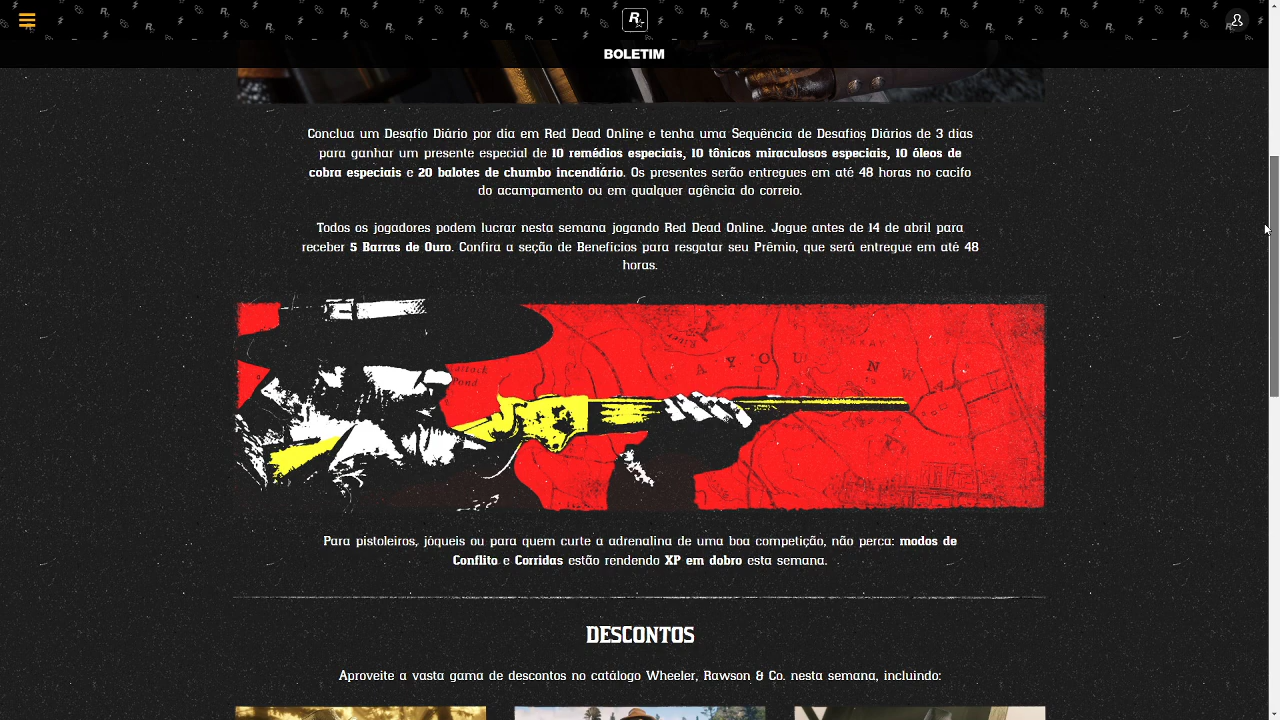 BOLETIM
Conclua um Desafio Diário por dia em Red Dead Online e tenha uma Sequência de Desafios Diários de 3 dias
para ganhar um presente especial de 10 remédios especiais, 10 tônicos miraculosos especiais, 10 óleos de
cobra especiais e 20 balotes de chumbo incendiário. Os presentes serão entregues em até 48 horas no cacifo
do acampamento ou em qualquer agência do correio.
Todos os jogadores podem lucrar nesta semana jogando Red Dead Online. Jogue antes de 14 de abril para
receber 5 Barras de Ouro. Confira a seção de Benefícios para resgatar seu Prêmio, que será entregue em até 48
horas.
River
AYOU N W A
attack
Pond
Para pistoleiros, jóqueis ou para quem curte a adrenalina de uma boa competição, não perca: modos de
Conflito e Corridas estão rendendo XP em dobro esta semana.
DESCONTOS
Aproveite a vasta gama de descontos no catálogo Wheeler, Rawson & Co. nesta semana, incluindo: